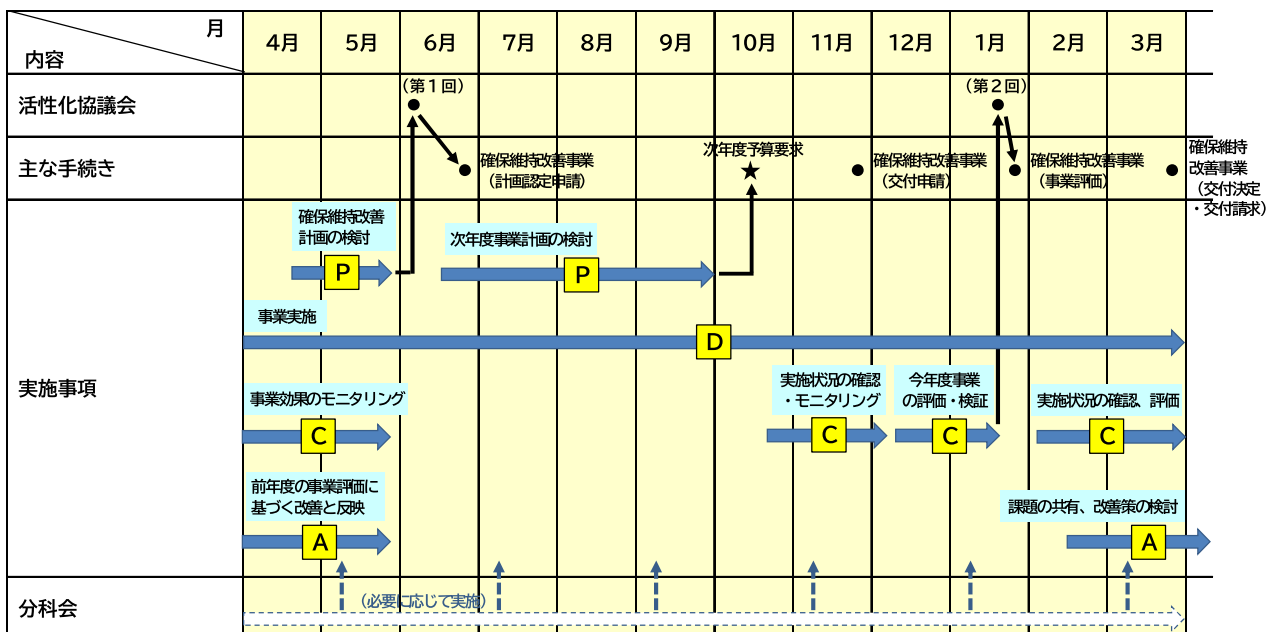 月
内容
4月 5月 6月 7月 8月 9月 10月 11月 12月 1月 2月 3月
活性化協議会
（第１回）
（第２回）
主な手続き
確保維持改善事業
（計画認定申請）
次年度予算要求
確保維持改善事業
（交付申請）
確保維持改善事業
（事業評価）
確保維持
改善事業
（交付決定
・交付請求）
実施事項
確保維持改善
計画の検討
P
次年度事業計画の検討
P
事業実施
D
事業効果のモニタリング
C
実施状況の確認
・モニタリング
C
今年度事業
の評価・検証
C
実施状況の確認、評価
C
前年度の事業評価に
基づく改善と反映
A
課題の共有、改善策の検討
A
分科会
（必要に応じて実施）